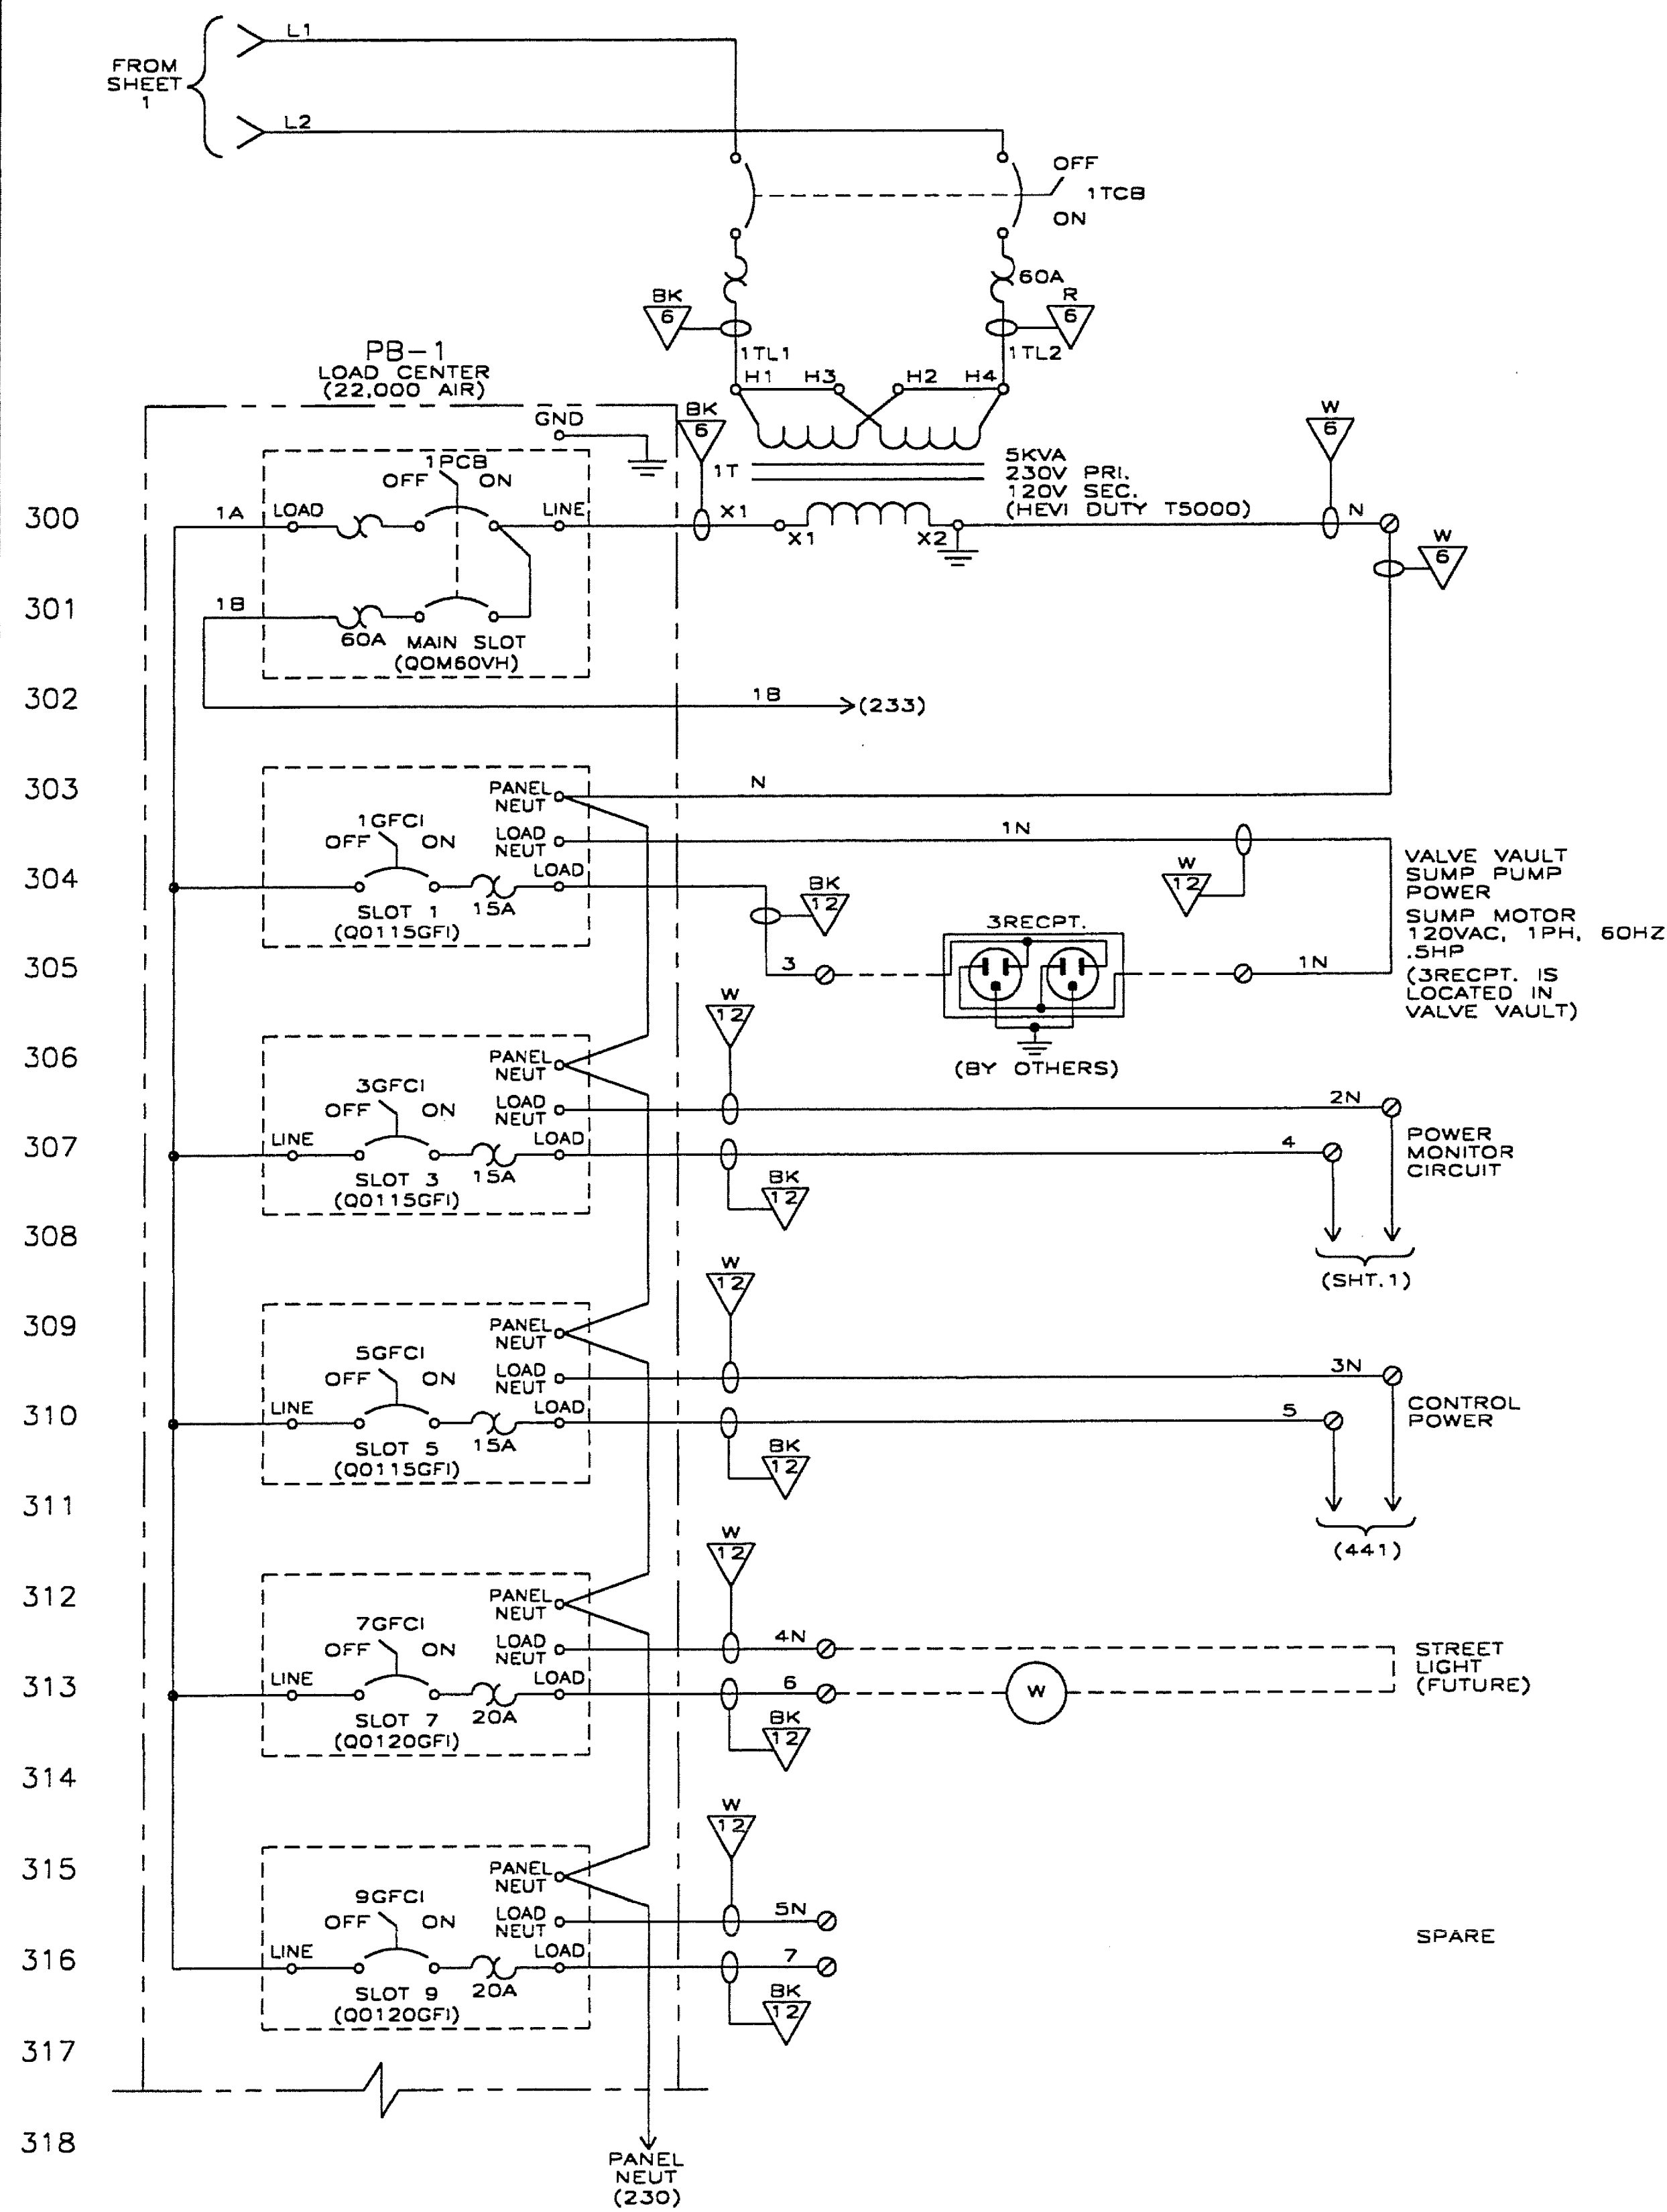 L1
FROM
SHEET
1
L2
OFF
1TCB
ON
60A
BK
6
R
6
1TL1
1TL2
H1 H3 H2 H4
PB-1
LOAD CENTER
(22,000 AIR)
GND
BK
6
1T
5KVA
230V PRI.
120V SEC.
(HEVI DUTY T5000)
W
6
300
1A
LOAD
1PCB
OFF ON
LINE
X1
X1
X2
N
W
6
301
1B
60A
MAIN SLOT
(QOM60VH)
302
1B
(233)
303
PANEL
NEUT
N
1GFCI
OFF ON
LOAD
NEUT
1N
304
LOAD
SLOT 1
15A
(QO115GFI)
BK
12
W
12
VALVE VAULT
SUMP PUMP
POWER
SUMP MOTOR
120VAC, 1PH, 60HZ
.5HP
(3RECPT. IS
LOCATED IN
VALVE VAULT)
3RECPT.
305
3
1N
(BY OTHERS)
W
12
306
PANEL
NEUT
3GFCI
OFF ON
LOAD
NEUT
2N
307
LINE
LOAD
SLOT 3
15A
(QO115GFI)
4
POWER
MONITOR
CIRCUIT
BK
12
308
(SHT.1)
W
12
309
PANEL
NEUT
5GFCI
OFF ON
LOAD
NEUT
3N
310
LINE
LOAD
SLOT 5
15A
(QO115GFI)
5
CONTROL
POWER
BK
12
311
(441)
W
12
312
PANEL
NEUT
7GFCI
OFF ON
LOAD
NEUT
4N
313
LINE
LOAD
SLOT 7
20A
(QO120GFI)
6
W
STREET
LIGHT
(FUTURE)
BK
12
314
W
12
315
PANEL
NEUT
9GFCI
OFF ON
LOAD
NEUT
5N
316
LINE
LOAD
SLOT 9
20A
(QO120GFI)
7
SPARE
BK
12
317
318
PANEL
NEUT
(230)